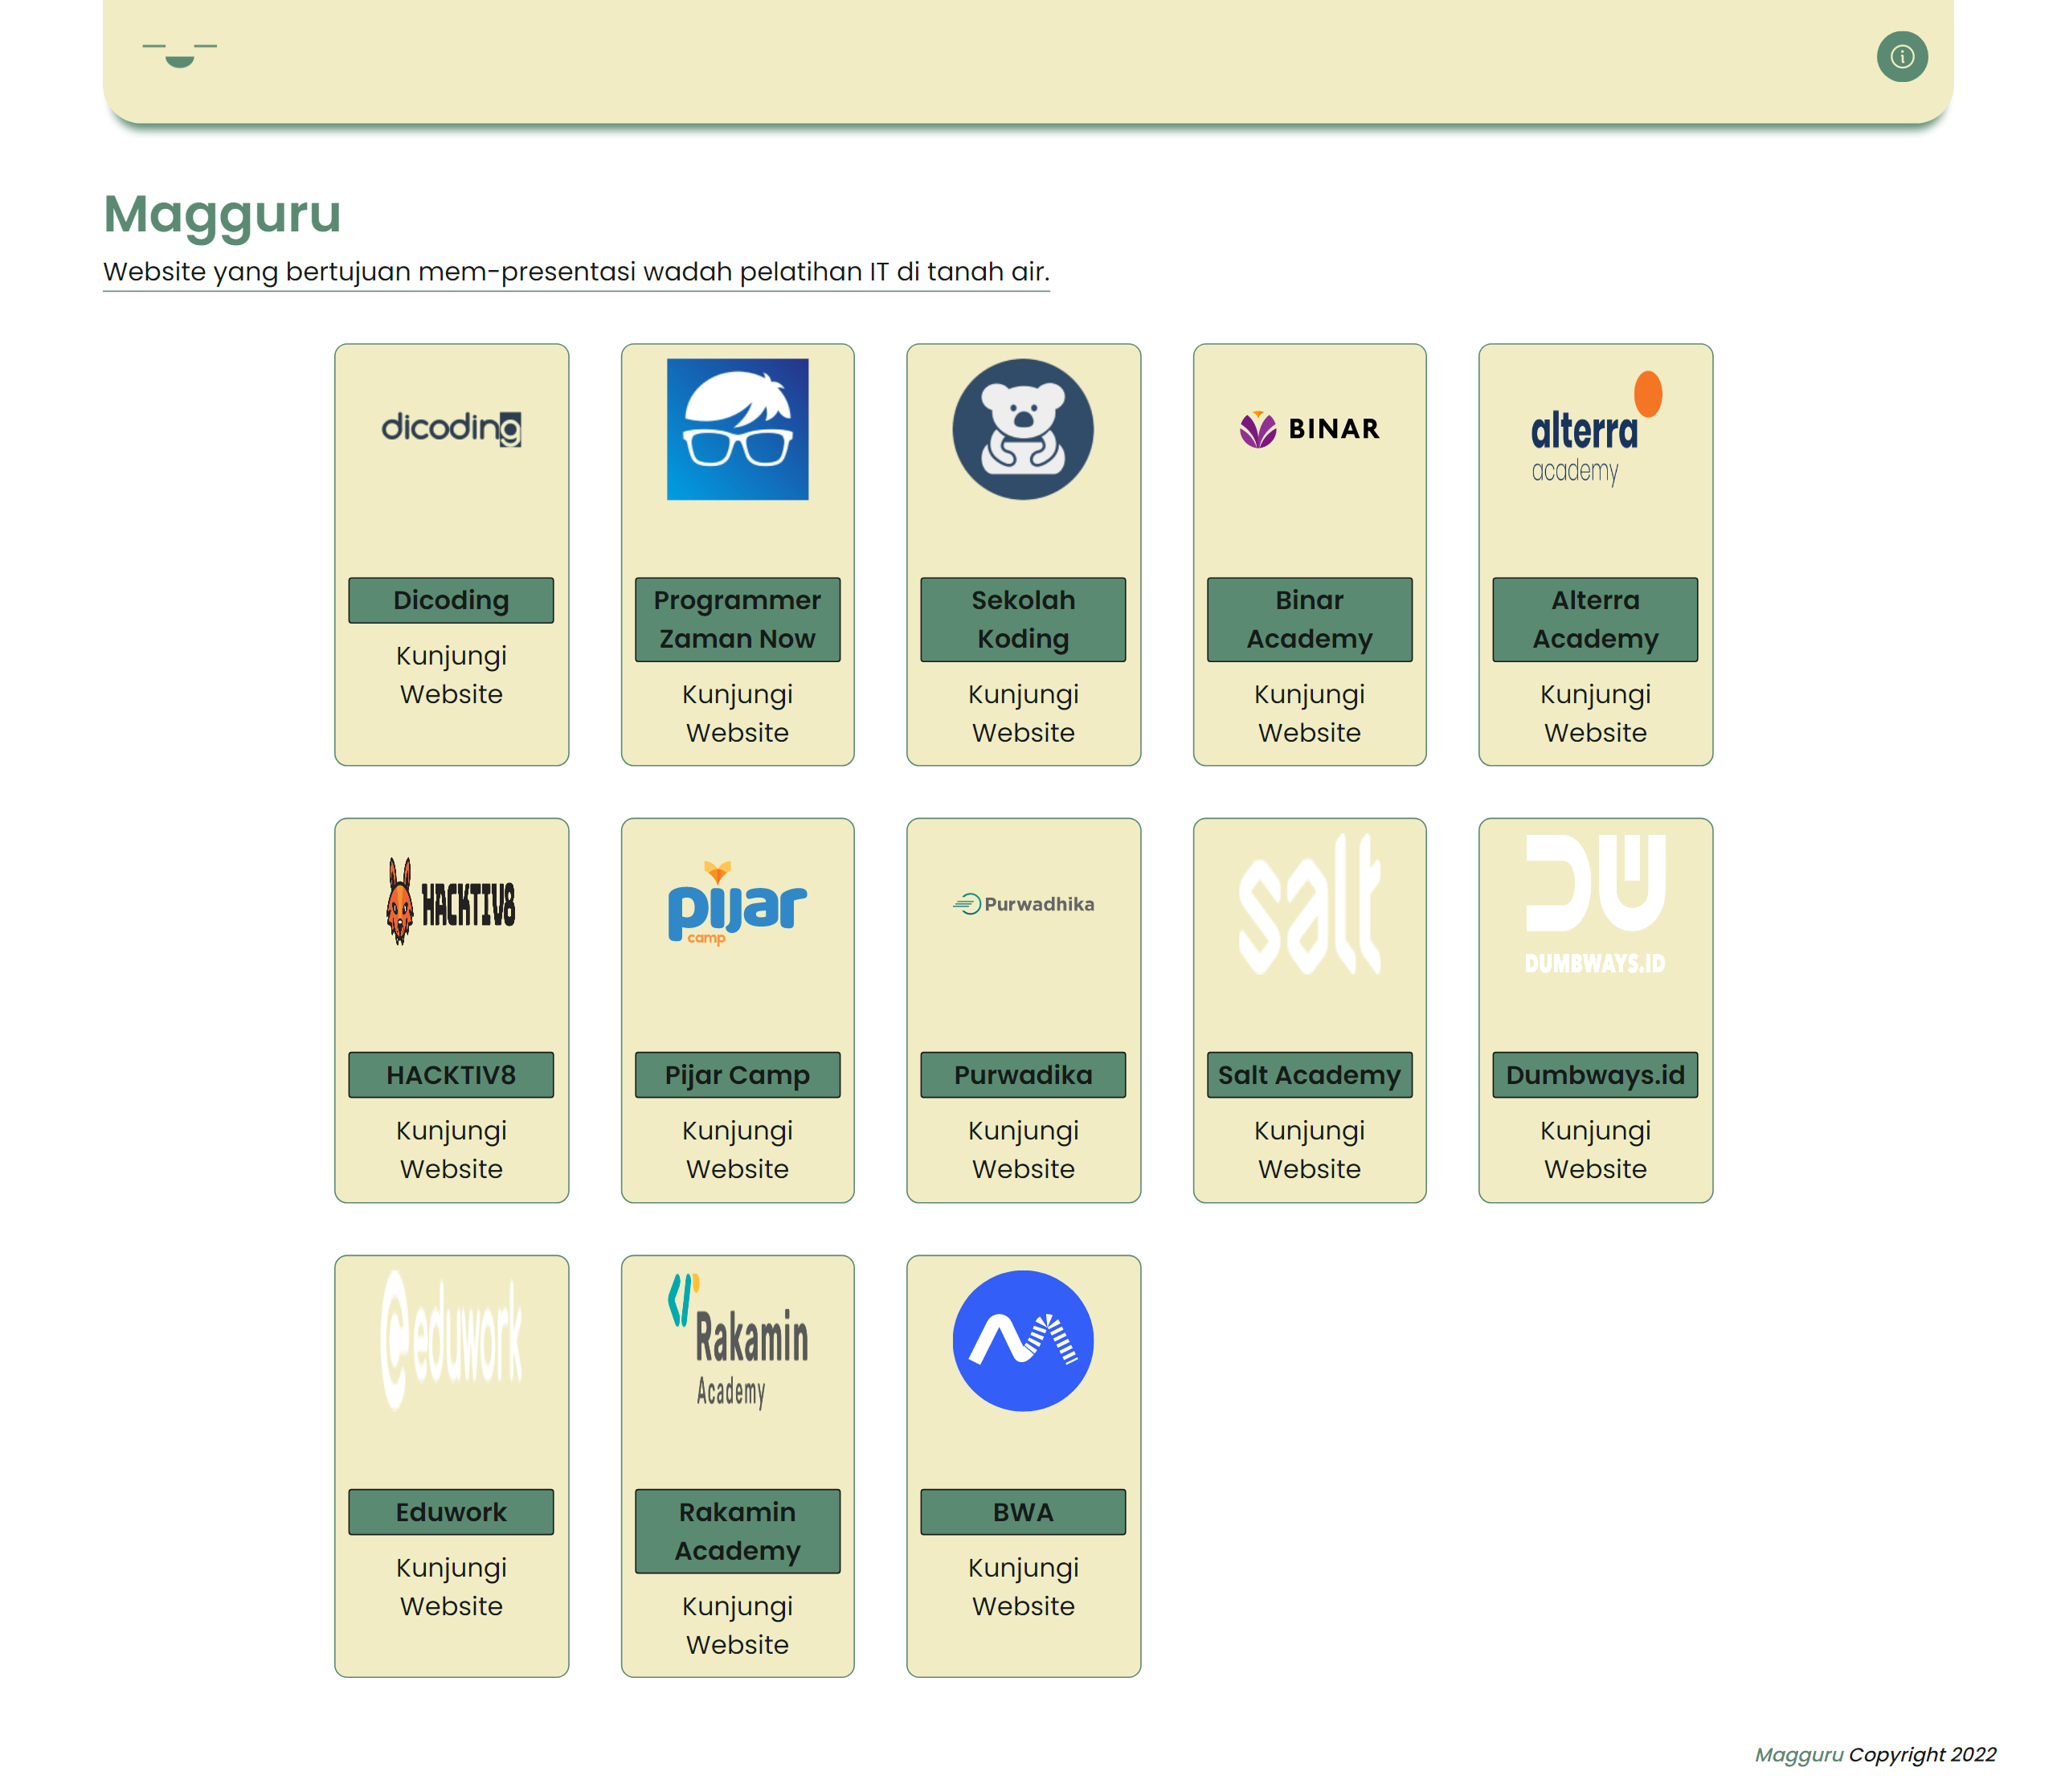 Magguru
Website yang bertujuan mem-presentasi wadah pelatihan IT di tanah air.
dicoding
Dicoding
Kunjungi
Website
Programmer
Zaman Now
Kunjungi
Website
Sekolah
Koding
Kunjungi
Website
BINAR
Binar
Academy
Kunjungi
Website
alterra
academy
Alterra
Academy
Kunjungi
Website
HACKTIV8
HACKTIV8
Kunjungi
Website
pijar
camp
Pijar Camp
Kunjungi
Website
Purwadhika
Purwadika
Kunjungi
Website
salt
Salt Academy
Kunjungi
Website
DU
DUMBWAYS.ID
Dumbways.id
Kunjungi
Website
eduwork
Eduwork
Kunjungi
Website
Rakamin
Academy
Rakamin
Academy
Kunjungi
Website
BWA
Kunjungi
Website
Magguru Copyright 2022